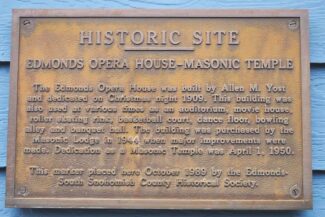 HISTORIC SITE
EDMONDS OPERA HOUSE-MASONIC TEMPLE
The Edmonds Opera House was built by Allen M. Yost
and dedicated on Christmas night 1909. This building was
also used at various times as an auditorium, movie house,
roller skating rink, basketball court, dance floor, bowling
alley and banquet hall. The building was purchased by the
Masonic Lodge in 1944 when major improvements were
made. Dedication as a Masonic Temple was April 1, 1950.
This marker placed here October 1989 by the Edmonds-
South Snohomish County Historical Society.